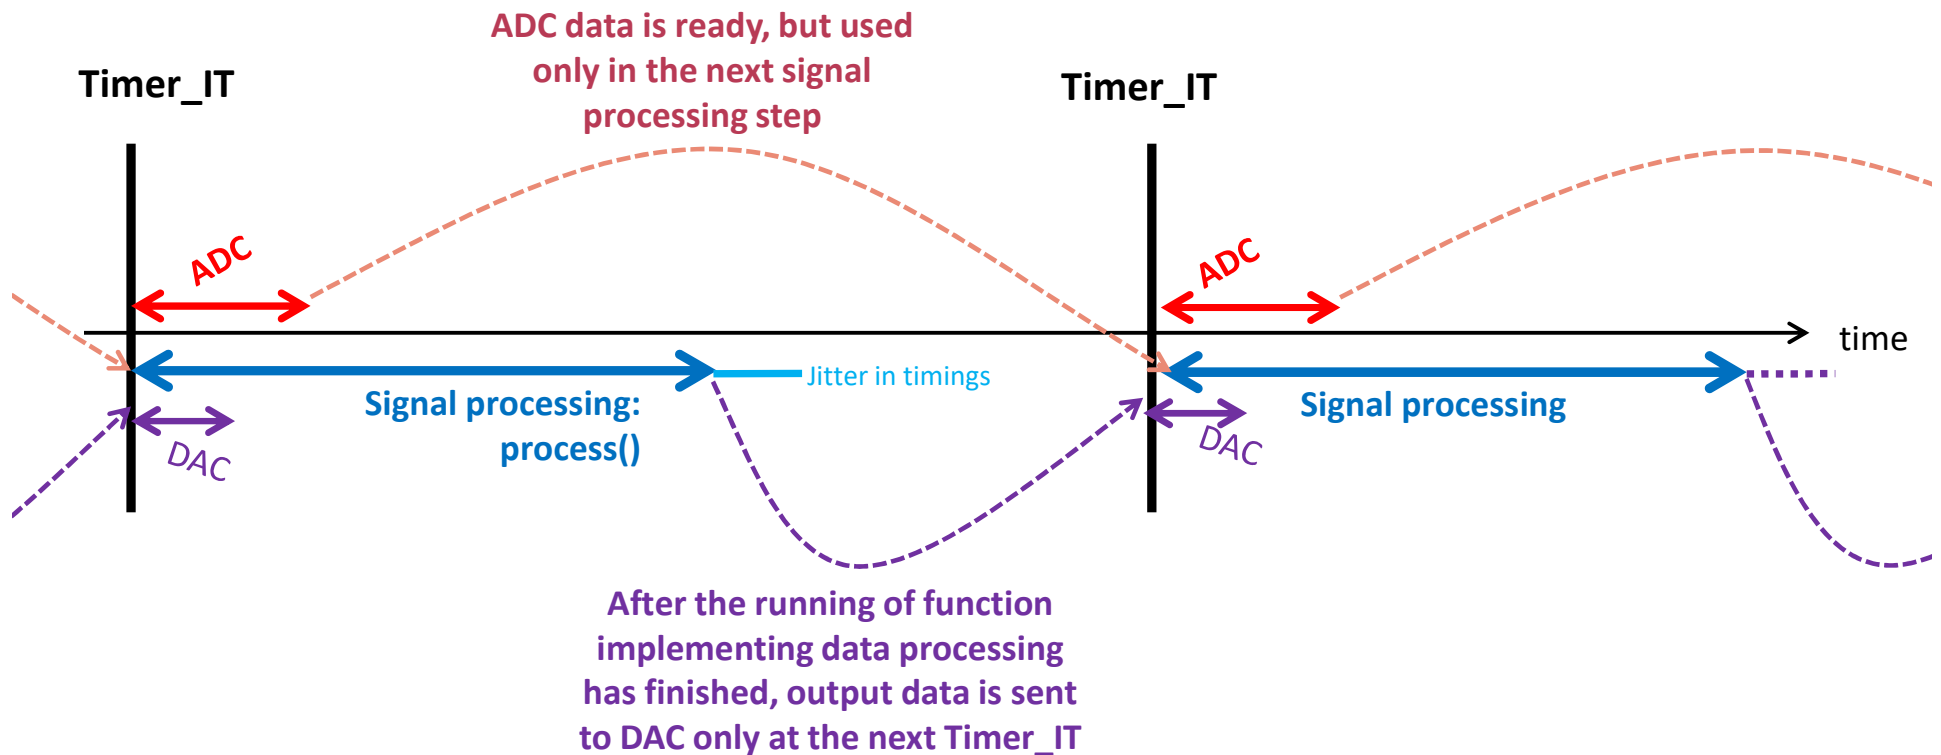 ADC data is ready, but used
only in the next signal
processing step
Timer_IT
Timer_IT
ADC
ADC
time
Jitter in timings
Signal processing:
process()
Signal processing
DAC
DAC
After the running of function
implementing data processing
has finished, output data is sent
to DAC only at the next Timer_IT